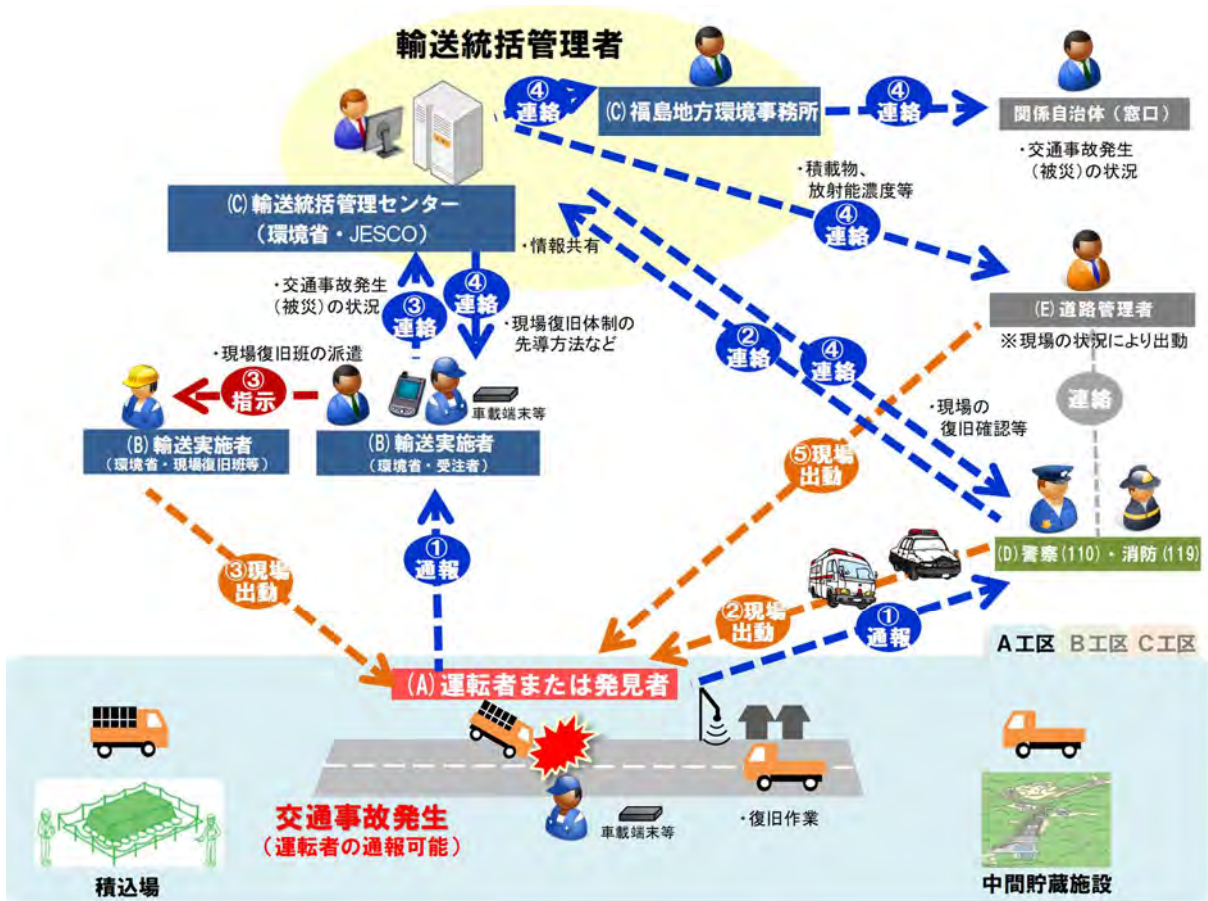 輸送統括管理者
④
連絡
(C)福島地方環境事務所
④
連絡
関係自治体(窓口)
・交通事故発生
(被災)の状況
・積載物、
放射能濃度等
④
連絡
(C)輸送統括管理センター
(環境省・JESCO)
・情報共有
(E)道路管理者
※現場の状況により出動
・交通事故発生
(被災)の状況
③
連絡
④
連絡
・現場復旧体制の
先導方法など
②
連絡
④
連絡
連絡
・現場復旧班の派遣
③
指示
車載端末等
・現場の
復旧確認等
(B)輸送実施者
(環境省・現場復旧班等)
(B)輸送実施者
(環境省・受注者)
⑤現場
出動
(D)警察(110)・消防(119)
①
通報
③現場
出動
②現場
出動
①
通報
A工区 B工区 C工区
(A)運転者または発見者
交通事故発生
(運転者の通報可能)
車載端末等
・復旧作業
積込場
中間貯蔵施設